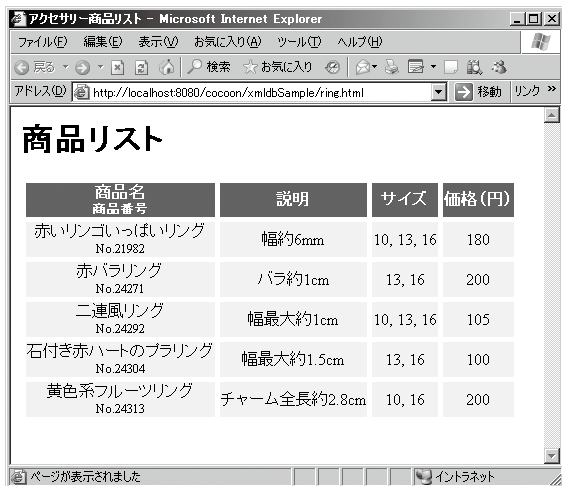 アクセサリー商品リスト - Microsoft Internet Explorer
ファイル(F) 編集(E) 表示(V) お気に入り(A) ツール(T) ヘルプ(H)
戻る 検索 お気に入り
アドレス(D) http://localhost:8080/cocoon/xmldbSample/ring.html 移動 リンク »
商品リスト
商品名 説明 サイズ 価格(円)
商品番号
赤いリンゴいっぱいリング 幅約6mm 10, 13, 16 180
No.21982
赤バラリング バラ約1cm 13, 16 200
No.24271
二連風リング 幅最大約1cm 10, 13, 16 105
No.24292
石付き赤ハートのプラリング 幅最大約1.5cm 13, 16 100
No.24304
黄色系フルーツリング チャーム全長約2.8cm 10, 16 200
No.24313
ページが表示されました イントラネット